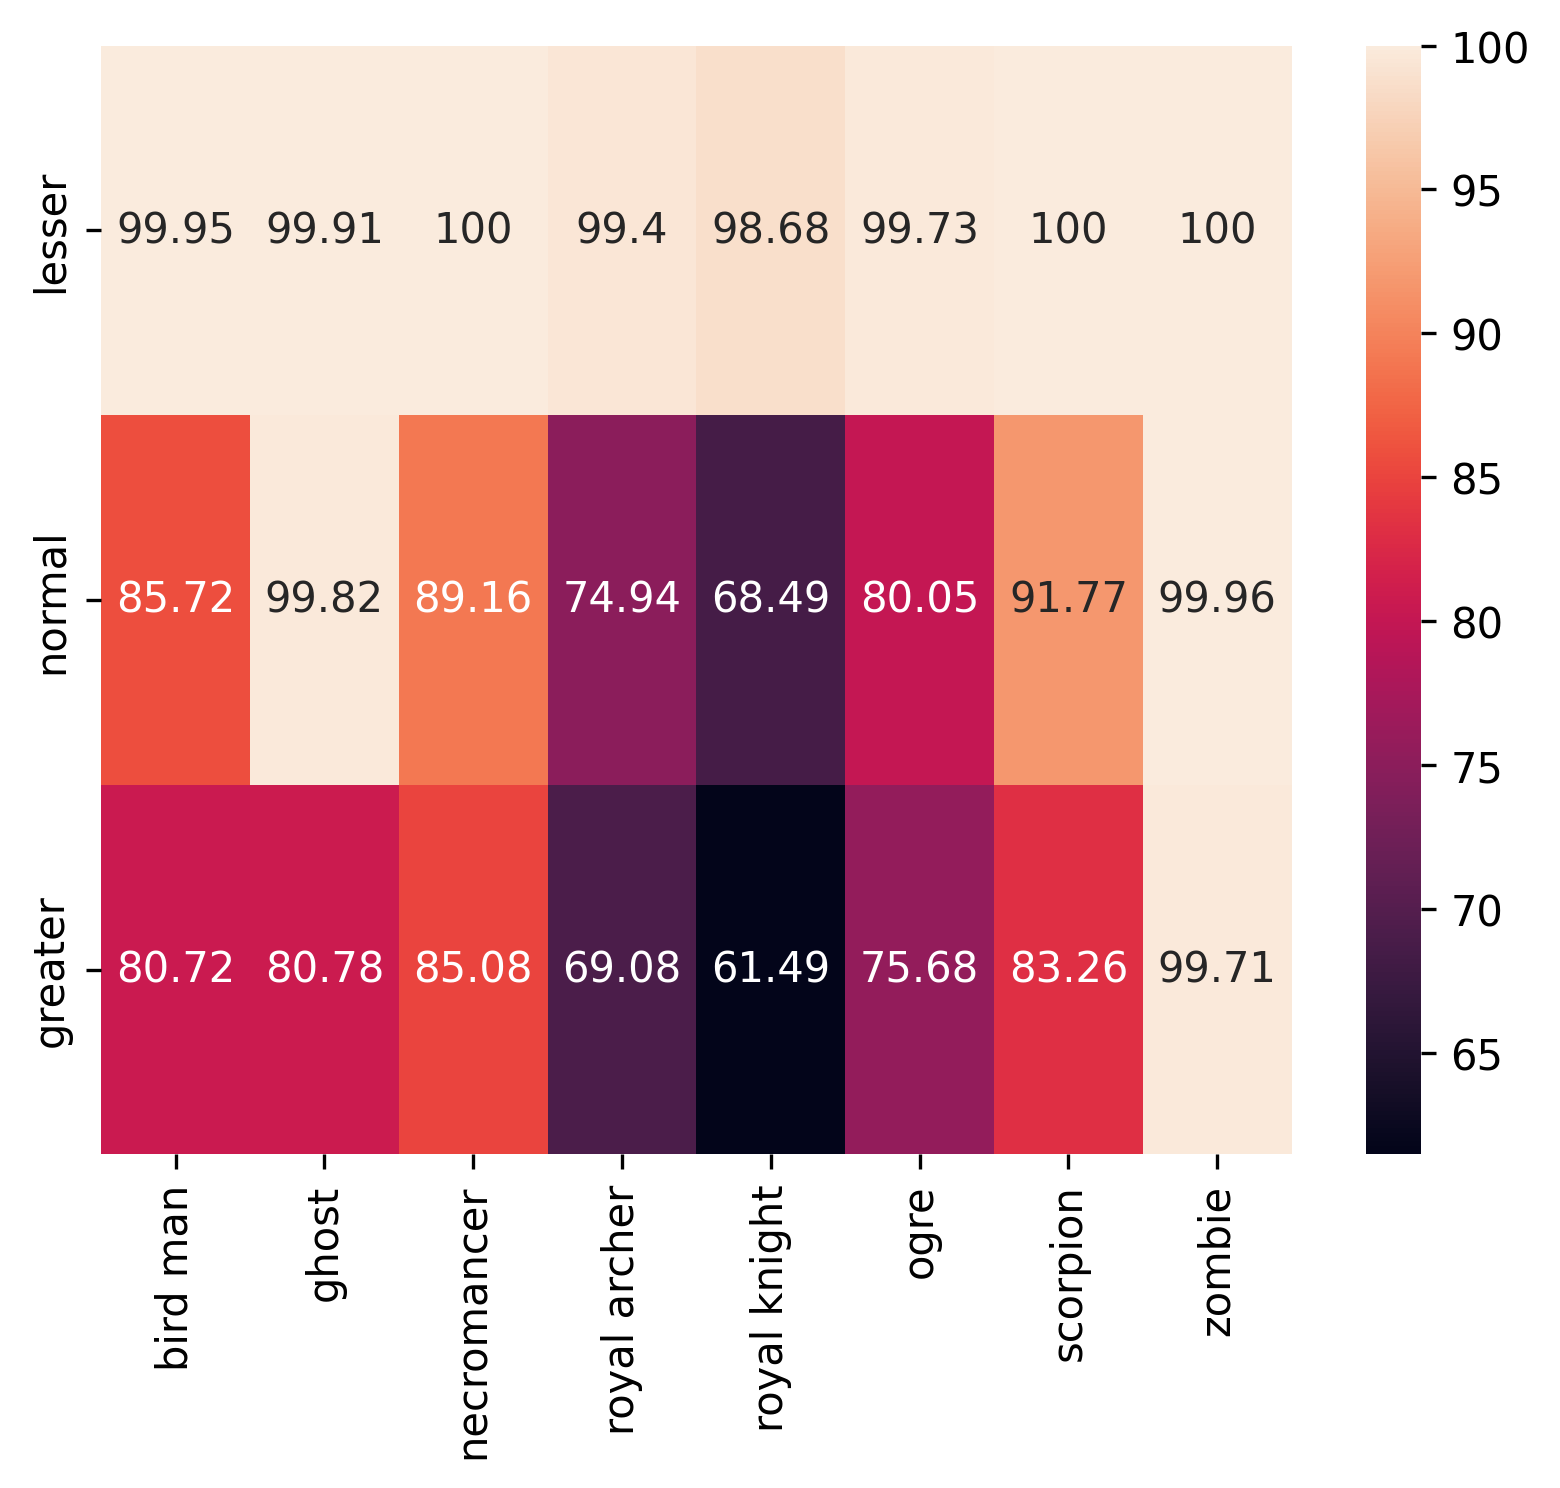 lesser 99.95 99.91 100 99.4 98.68 99.73 100 100
normal 85.72 99.82 89.16 74.94 68.49 80.05 91.77 99.96
greater 80.72 80.78 85.08 69.08 61.49 75.68 83.26 99.71
bird man
ghost
necromancer
royal archer
royal knight
ogre
scorpion
zombie
100
95
90
85
80
75
70
65